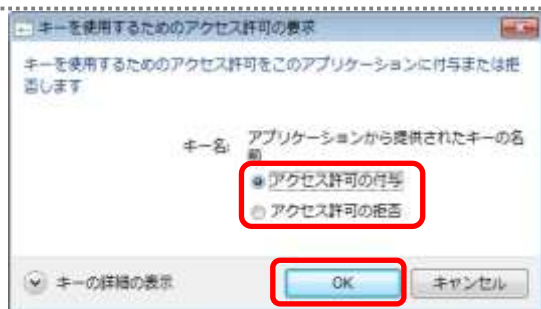 キーを使用するためのアクセス許可の要求
キーを使用するためのアクセス許可をこのアプリケーションに付与または拒
否します
キー名: アプリケーションから提供されたキーの名
前
アクセス許可の付与
アクセス許可の拒否
キーの詳細の表示 OK キャンセル